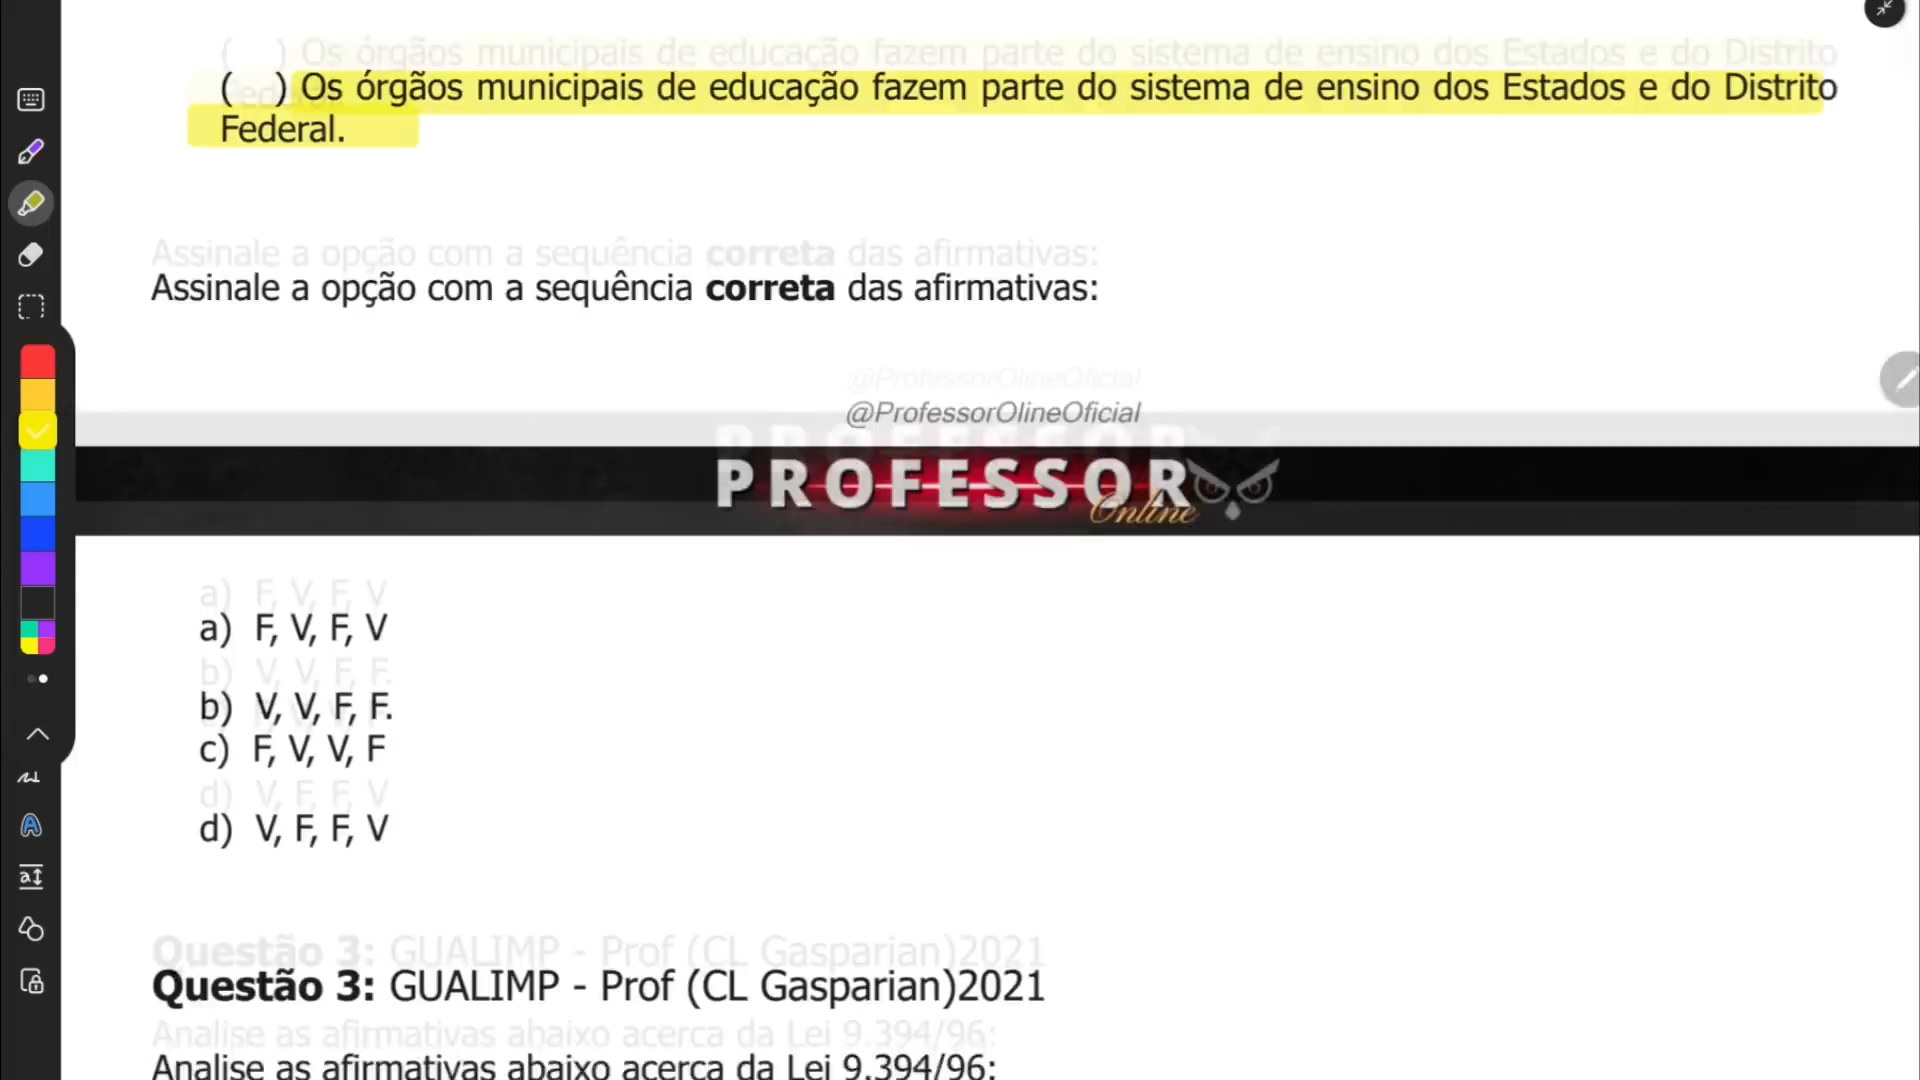 ( ) Os órgãos municipais de educação fazem parte do sistema de ensino dos Estados e do Distrito
Federal.
Assinale a opção com a sequência correta das afirmativas:
@ProfessorOlineOficial
PROFESSOR
Online
a) F, V, F, V
b) V, V, F, F.
c) F, V, V, F
d) V, F, F, V
Questão 3: GUALIMP - Prof (CL Gasparian)2021
Analise as afirmativas abaixo acerca da Lei 9.394/96: